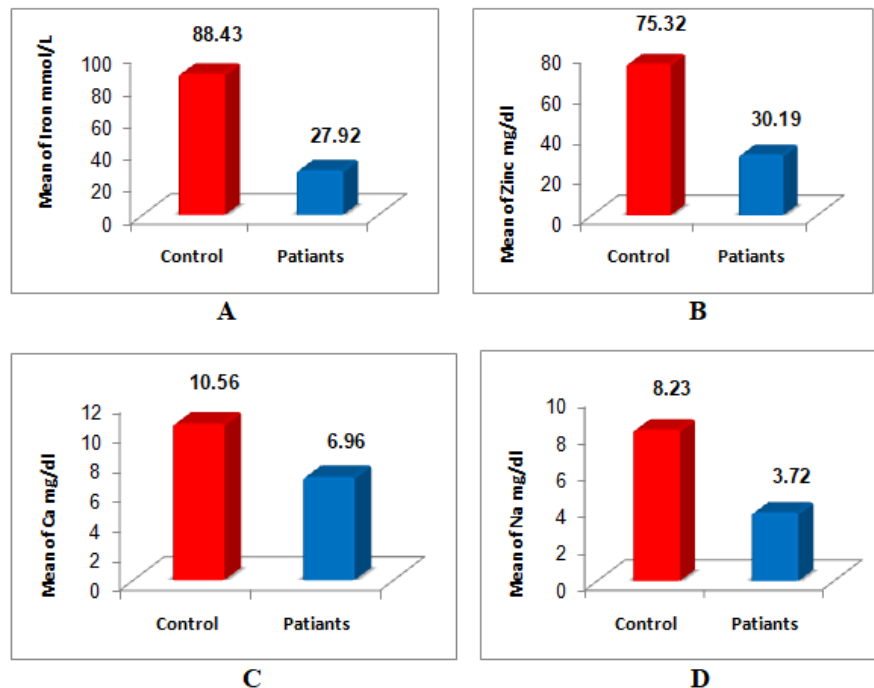 88.43
Mean of Iron mmol/L
100
80
60
40
20
0
27.92
Control Patiants
A
75.32
Mean of Zinc mg/dl
80
60
40
20
0
30.19
Control Patiants
B
10.56
Mean of Ca mg/dl
12
10
8
6
4
2
0
6.96
Control Patiants
C
8.23
Mean of Na mg/dl
10
8
6
4
2
0
3.72
Control Patiants
D